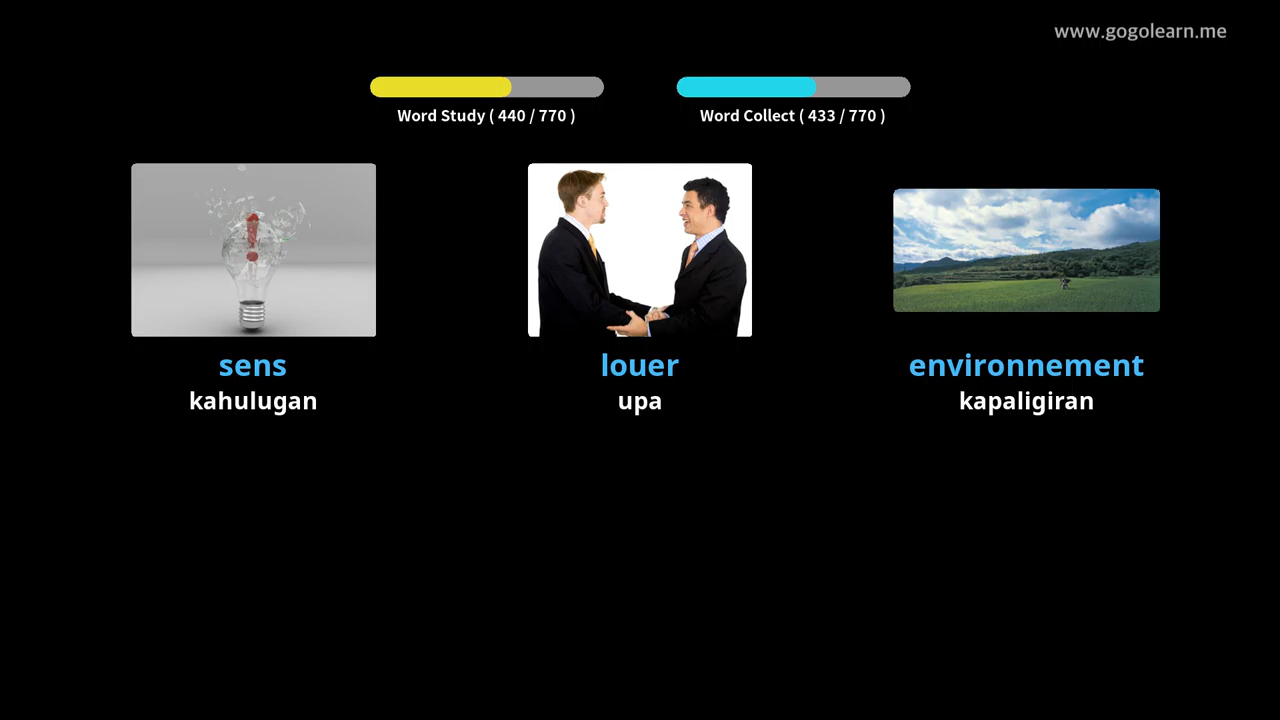 www.gogolearn.me
Word Study ( 440 / 770 )
Word Collect ( 433 / 770 )
sens
kahulugan
louer
upa
environnement
kapaligiran